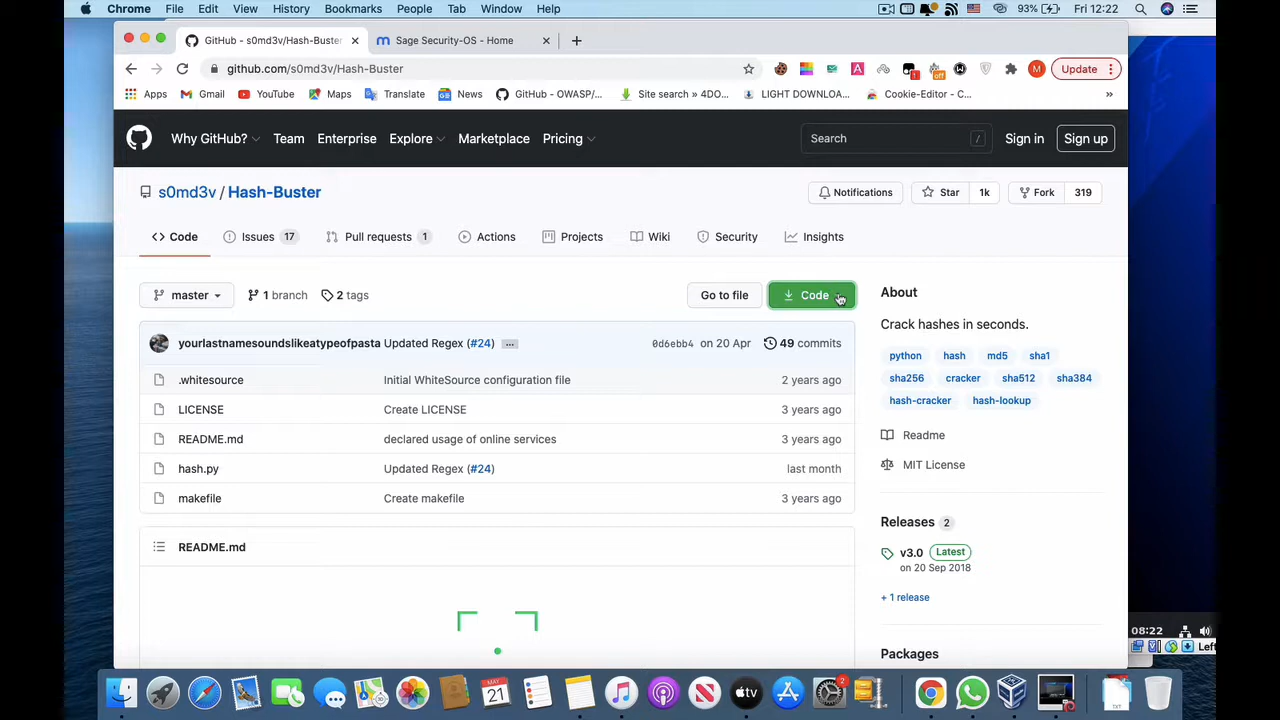 Chrome File Edit View History Bookmarks People Tab Window Help 93% Fri 12:22
GitHub - s0md3v/Hash-Buster Sage Security-OS - Home
github.com/s0md3v/Hash-Buster 1 off M Update
Apps Gmail YouTube Maps Translate News GitHub - OWASP/... Site search » 4DO... LIGHT DOWNLOA... Cookie-Editor - C... »
Why GitHub? Team Enterprise Explore Marketplace Pricing Search / Sign in Sign up
s0md3v / Hash-Buster Notifications Star 1k Fork 319
Code Issues 17 Pull requests 1 Actions Projects Wiki Security Insights
master 1 branch 2 tags Go to file Code About
Crack hashes in seconds.
yourlastnamesoundslikeatypeofpasta Updated Regex (#24) ... 0d6ebb4 on 20 Apr 49 commits
python hash md5 sha1
.whitesource Initial WhiteSource configuration file 2 years ago
sha256 cracker sha512 sha384
hash-cracker hash-lookup
LICENSE Create LICENSE 3 years ago
README.md declared usage of online services 3 years ago
Readme
hash.py Updated Regex (#24) last month
MIT License
makefile Create makefile 3 years ago
Releases 2
README.md
v3.0 Latest
on 20 Sep 2018
+ 1 release
08:22
Left
Packages
21
2
TXT